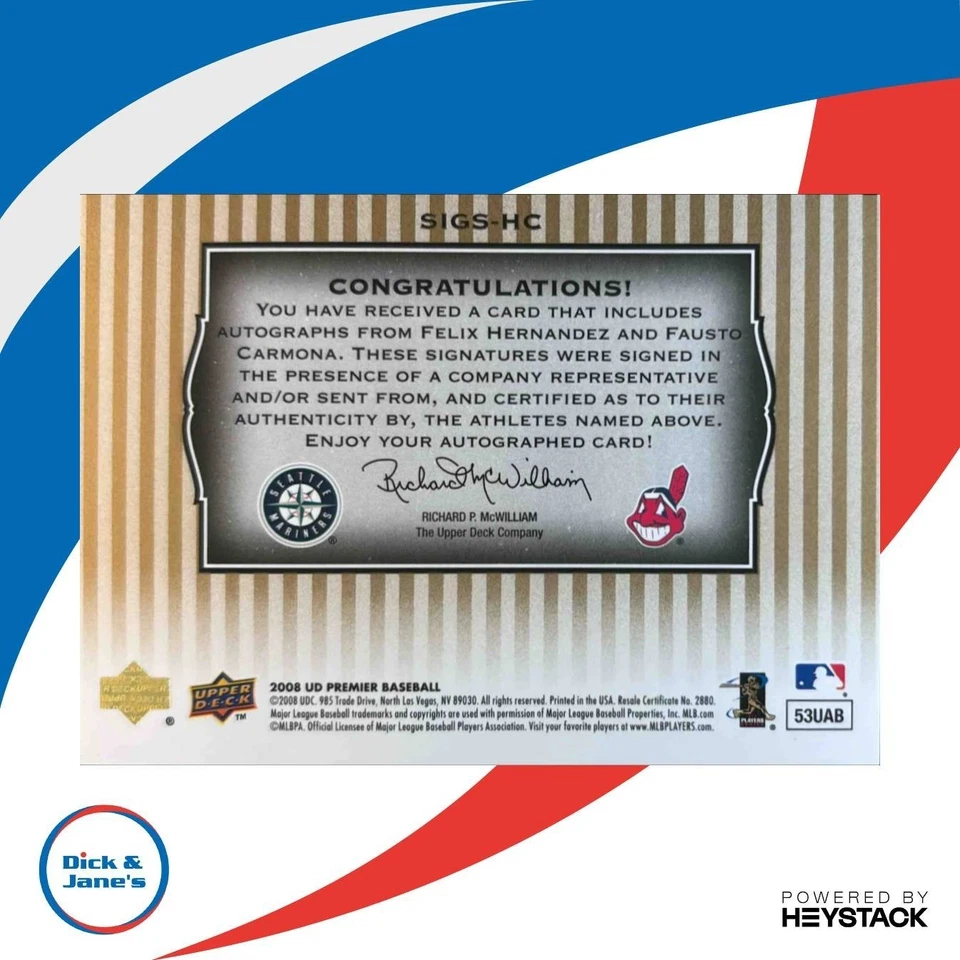 SIGS-HC
CONGRATULATIONS!
YOU HAVE RECEIVED A CARD THAT INCLUDES
AUTOGRAPHS FROM FELIX HERNANDEZ AND FAUSTO
CARMONA. THESE SIGNATURES WERE SIGNED IN
THE PRESENCE OF A COMPANY REPRESENTATIVE
AND/OR SENT FROM, AND CERTIFIED AS TO THEIR
AUTHENTICITY BY, THE ATHLETES NAMED ABOVE.
ENJOY YOUR AUTOGRAPHED CARD!
Richard P. McWilliam
SEATTLE
MARINERS
®
RICHARD P. McWILLIAM
The Upper Deck Company
®
UPPER
D·E·C·K
®
TM
2008 UD PREMIER BASEBALL
©2008 UDC. 985 Trade Drive, North Las Vegas, NV 89030. All rights reserved. Printed in the USA. Resale Certificate No. 2880.
Major League Baseball trademarks and copyrights are used with permission of Major League Baseball Properties, Inc. MLB.com
©MLBPA. Official Licensee of Major League Baseball Players Association. Visit your favorite players at www.MLBPLAYERS.com.
PLAYERS
®
®
53UAB
Dick &
Jane's
POWERED BY
HEYSTACK